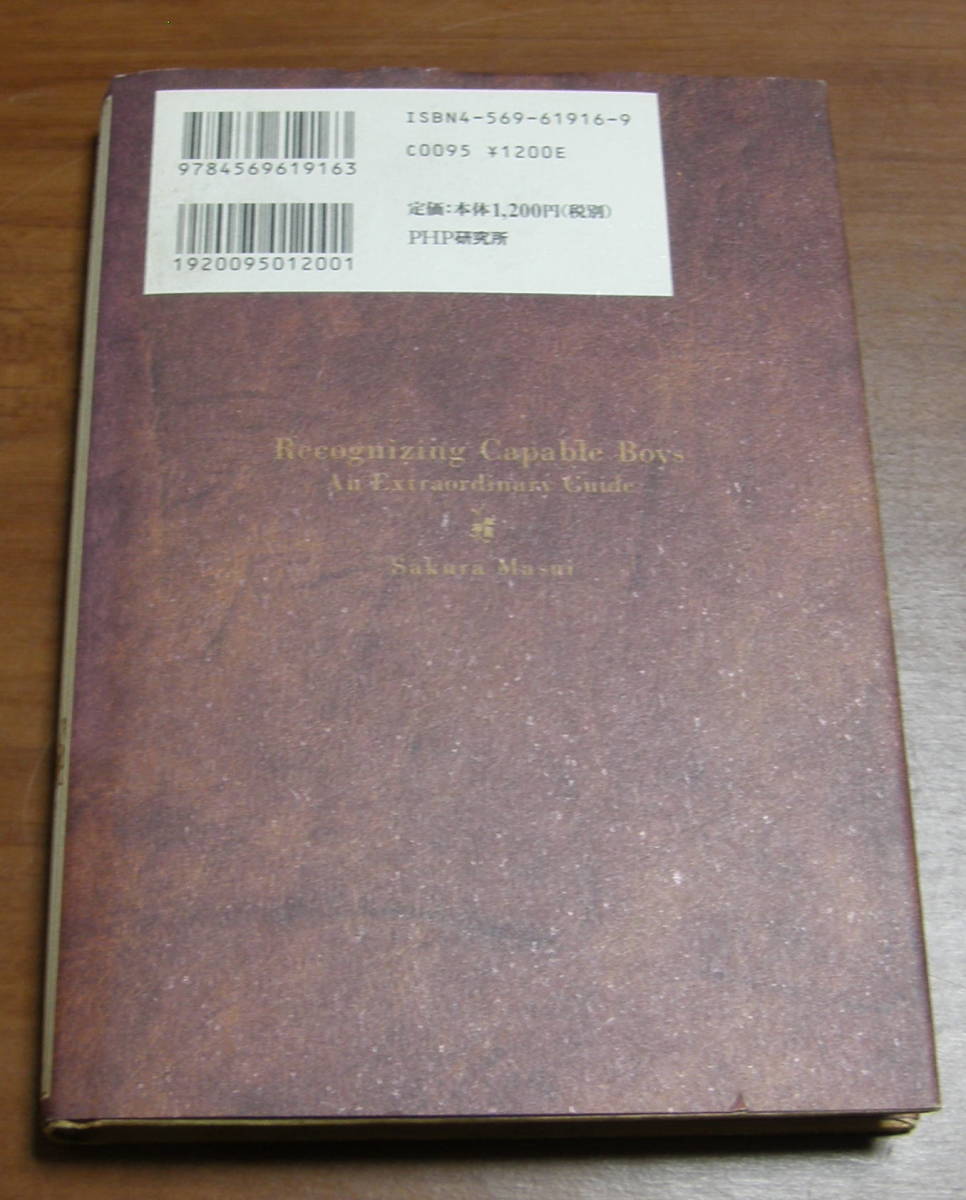 ISBN4-569-61916-9
C0095 ¥1200E
9784569619163
定価:本体1,200円(税別)
PHP研究所
1920095012001
Recognizing Capable Boys
An Extraordinary Guide
Sakura Masui